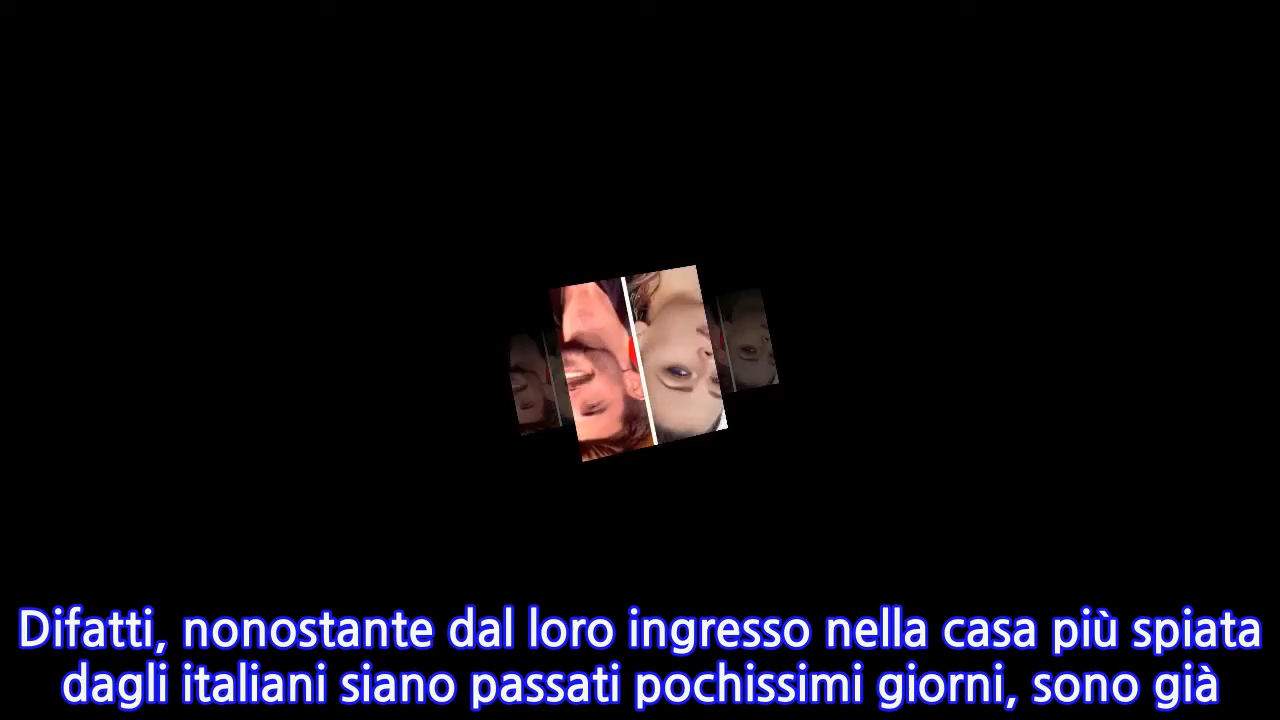 Difatti, nonostante dal loro ingresso nella casa più spiata
dagli italiani siano passati pochissimi giorni, sono già